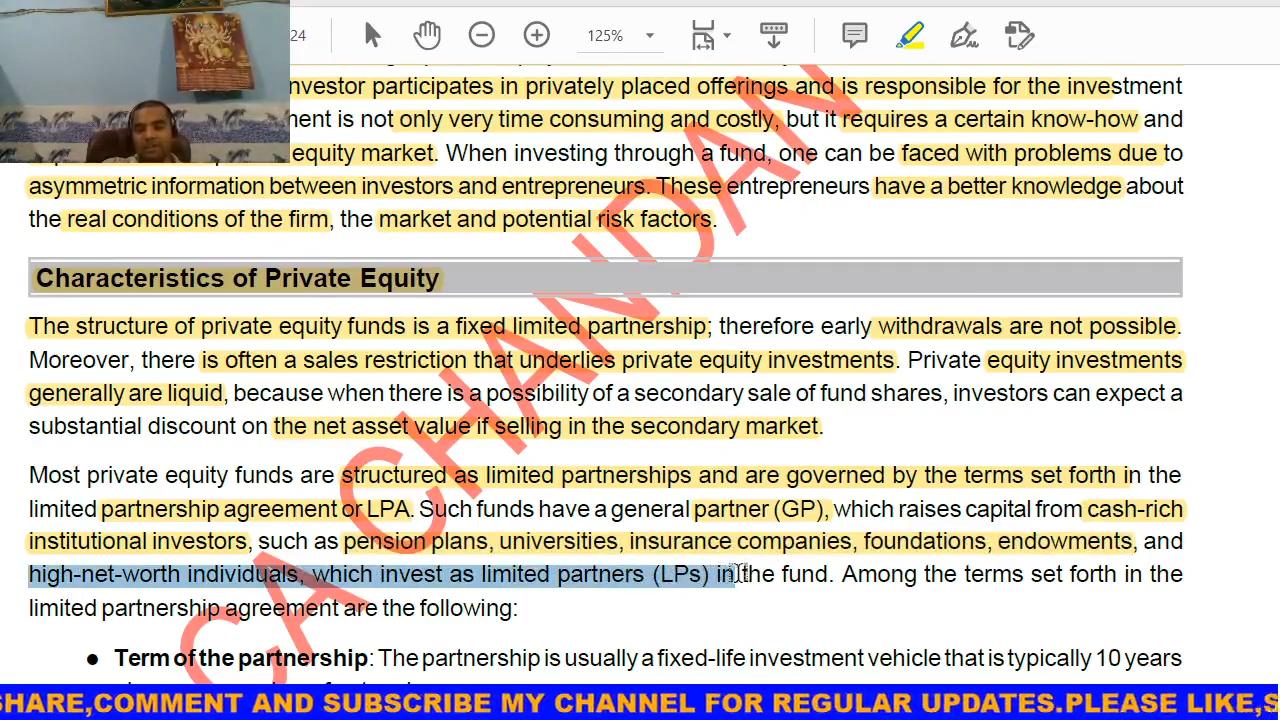 24
125%
nvestor participates in privately placed offerings and is responsible for the investment
nent is not only very time consuming and costly, but it requires a certain know-how and
equity market. When investing through a fund, one can be faced with problems due to
asymmetric information between investors and entrepreneurs. These entrepreneurs have a better knowledge about
the real conditions of the firm, the market and potential risk factors.
Characteristics of Private Equity
The structure of private equity funds is a fixed limited partnership; therefore early withdrawals are not possible.
Moreover, there is often a sales restriction that underlies private equity investments. Private equity investments
generally are liquid, because when there is a possibility of a secondary sale of fund shares, investors can expect a
substantial discount on the net asset value if selling in the secondary market.
Most private equity funds are structured as limited partnerships and are governed by the terms set forth in the
limited partnership agreement or LPA. Such funds have a general partner (GP), which raises capital from cash-rich
institutional investors, such as pension plans, universities, insurance companies, foundations, endowments, and
high-net-worth individuals, which invest as limited partners (LPs) in the fund. Among the terms set forth in the
limited partnership agreement are the following:
● Term of the partnership: The partnership is usually a fixed-life investment vehicle that is typically 10 years
CA CHANDAN
SHARE,COMMENT AND SUBSCRIBE MY CHANNEL FOR REGULAR UPDATES.PLEASE LIKE,S